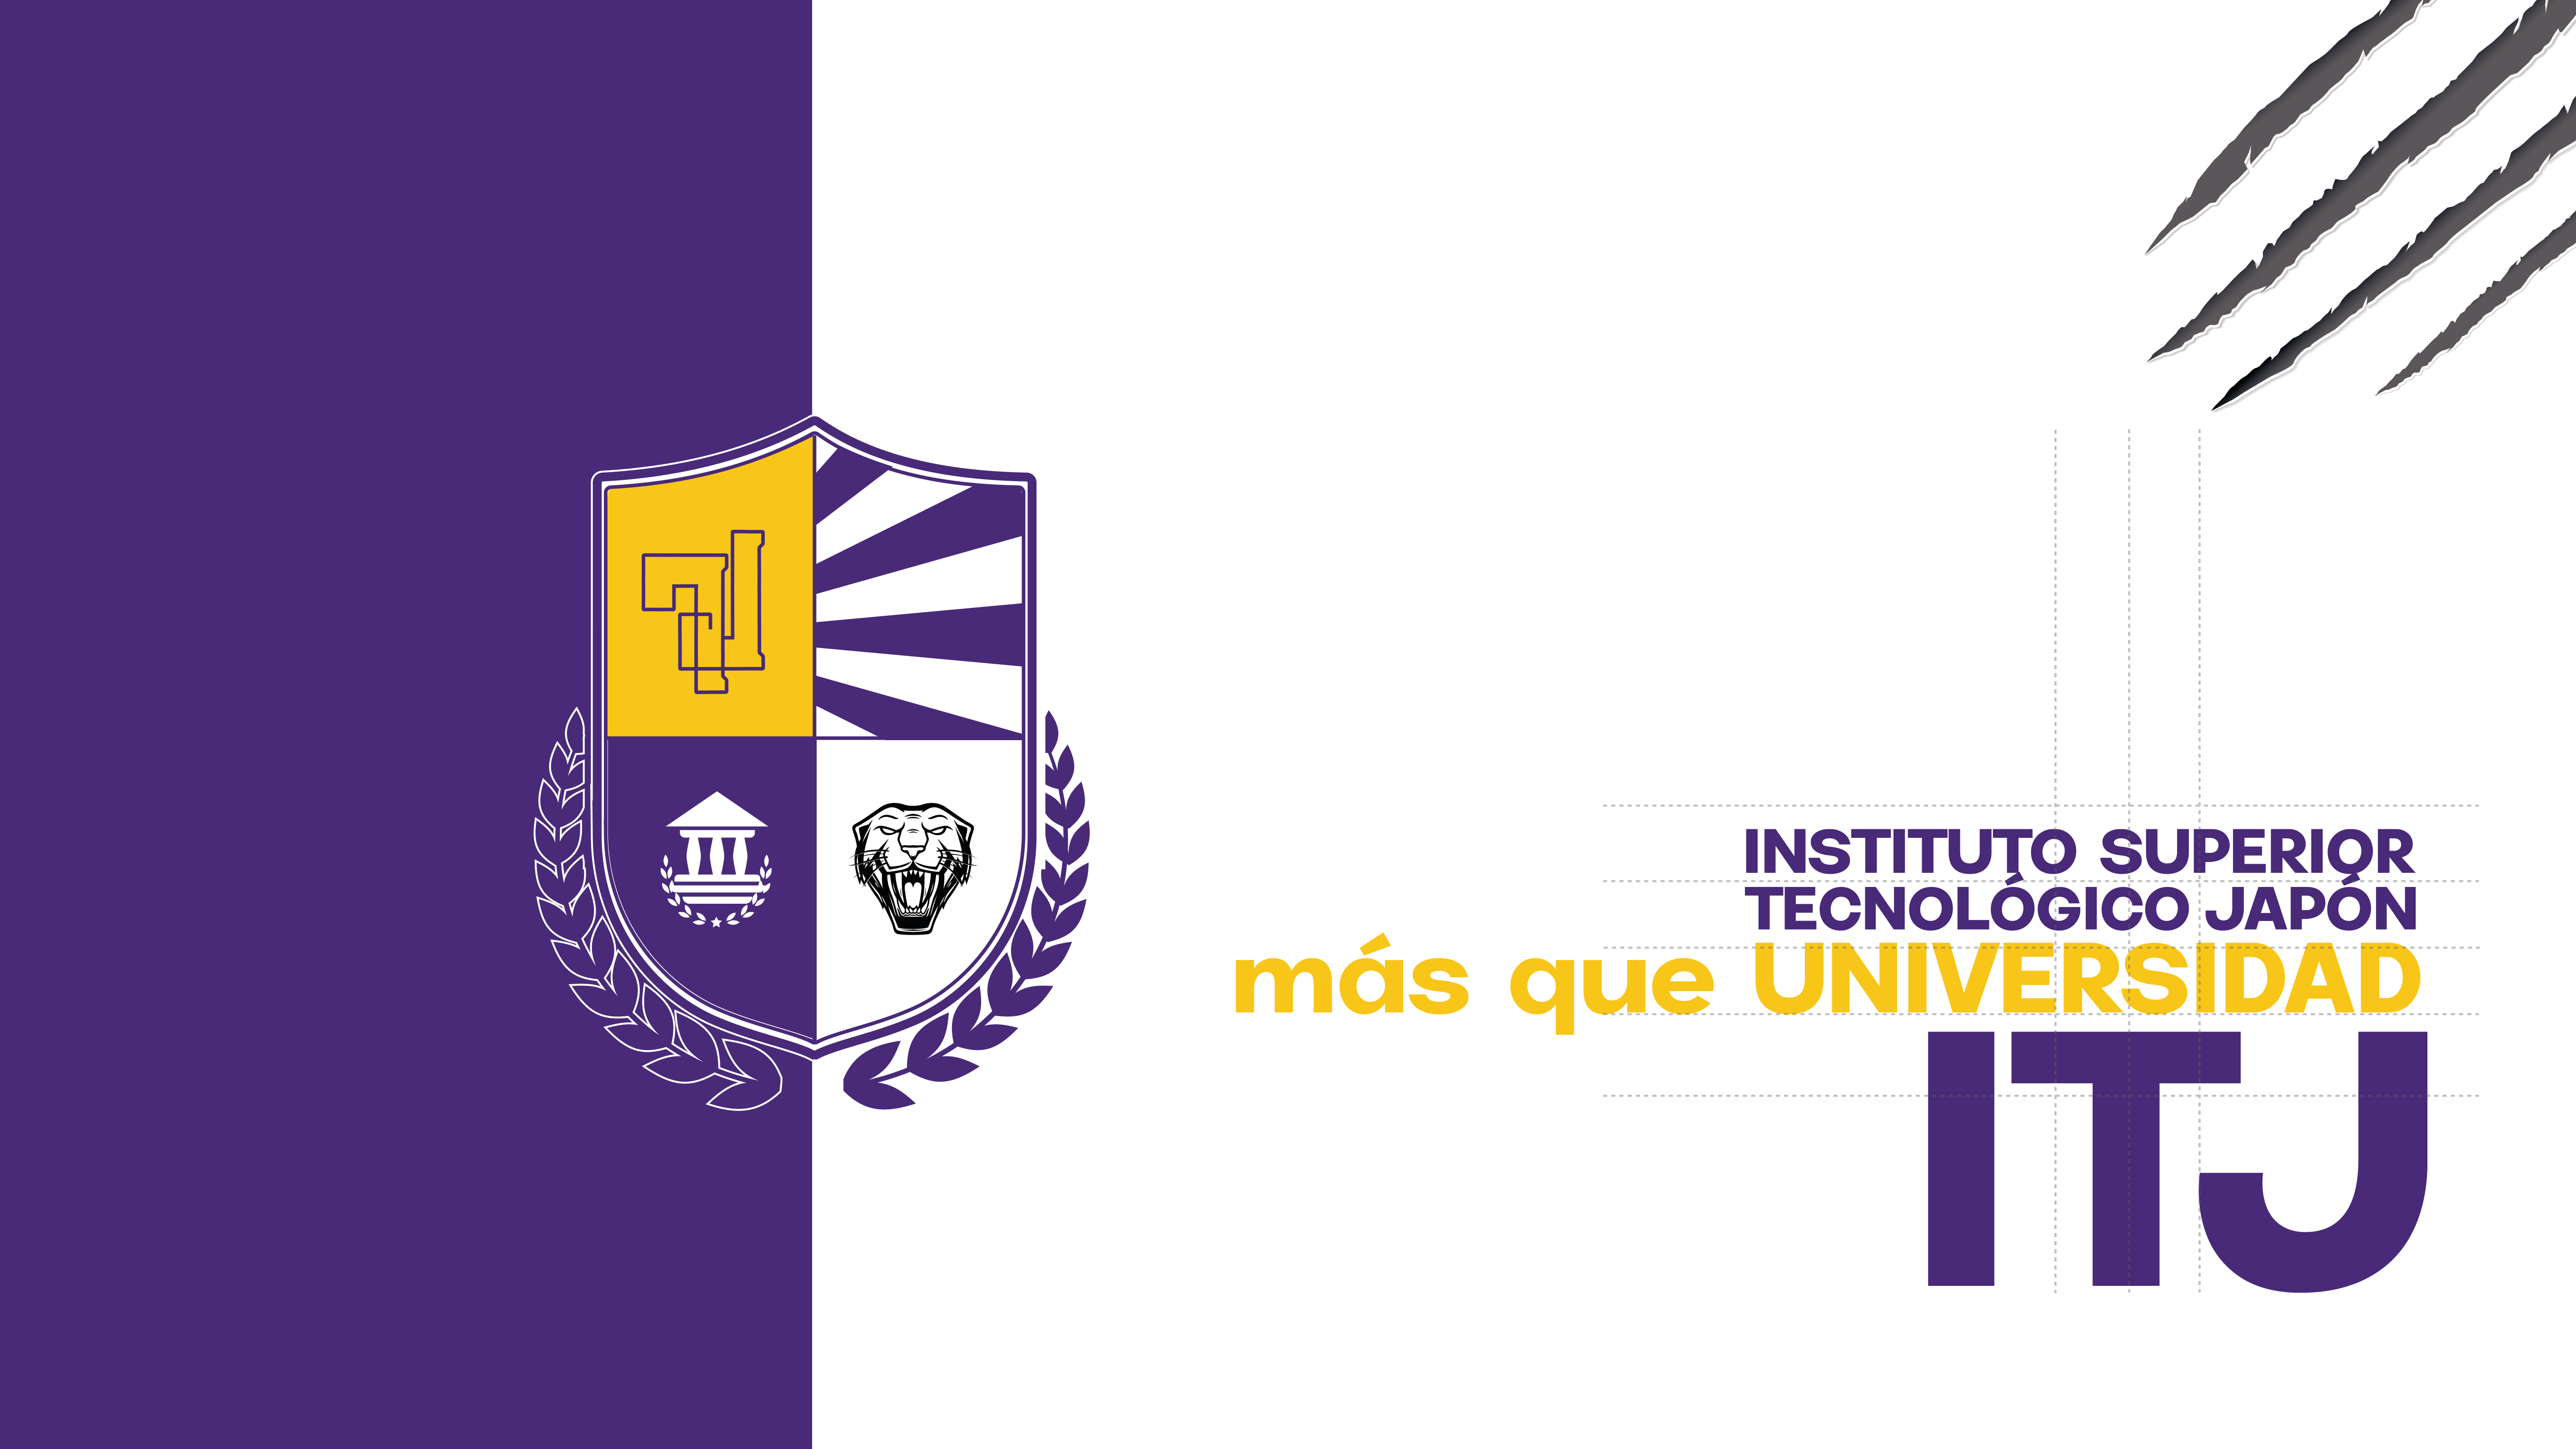 INSTITUTO SUPERIOR
TECNOLÓGICO JAPÓN
más que UNIVERSIDAD
ITJ